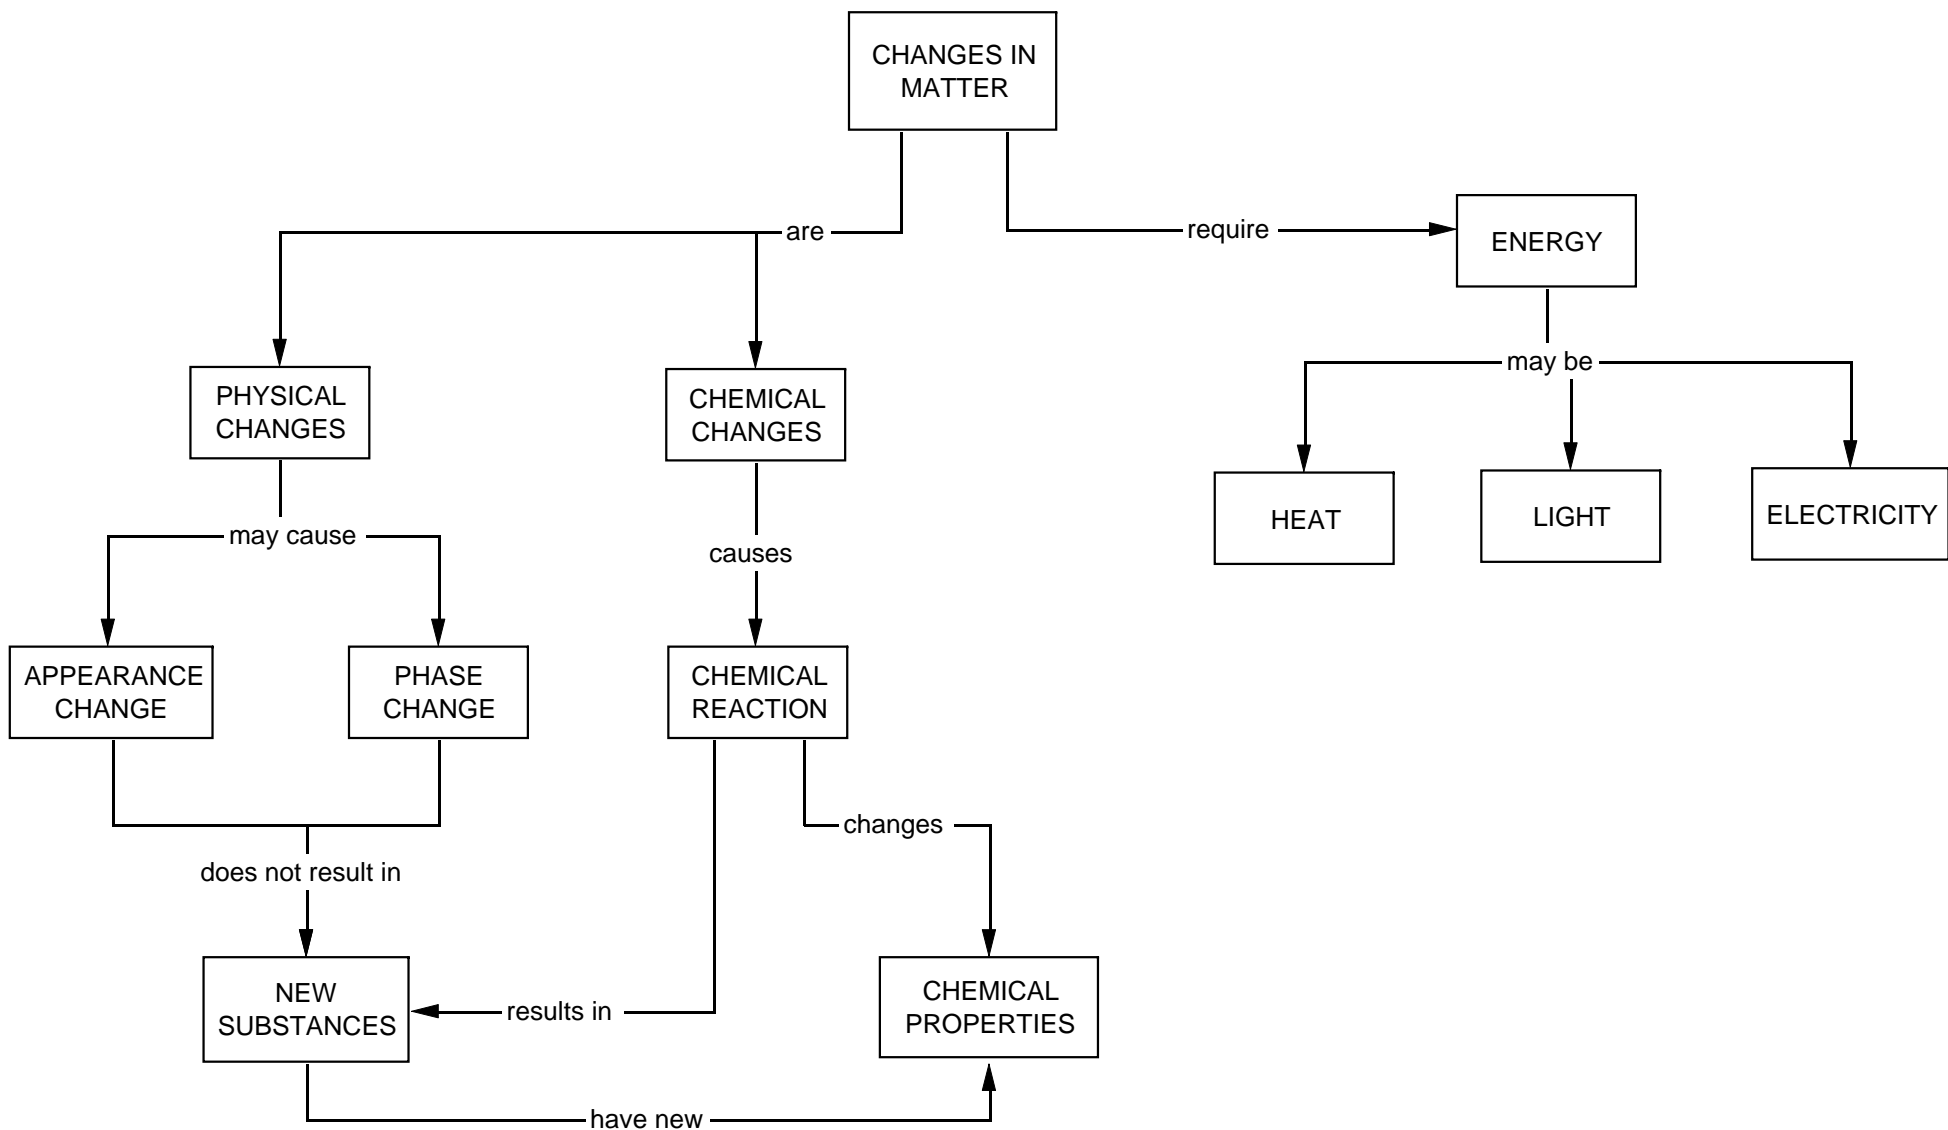 CHANGES IN
MATTER
are
require
ENERGY
may be
PHYSICAL
CHANGES
CHEMICAL
CHANGES
HEAT
LIGHT
ELECTRICITY
may cause
causes
APPEARANCE
CHANGE
PHASE
CHANGE
CHEMICAL
REACTION
changes
does not result in
NEW
SUBSTANCES
results in
CHEMICAL
PROPERTIES
have new